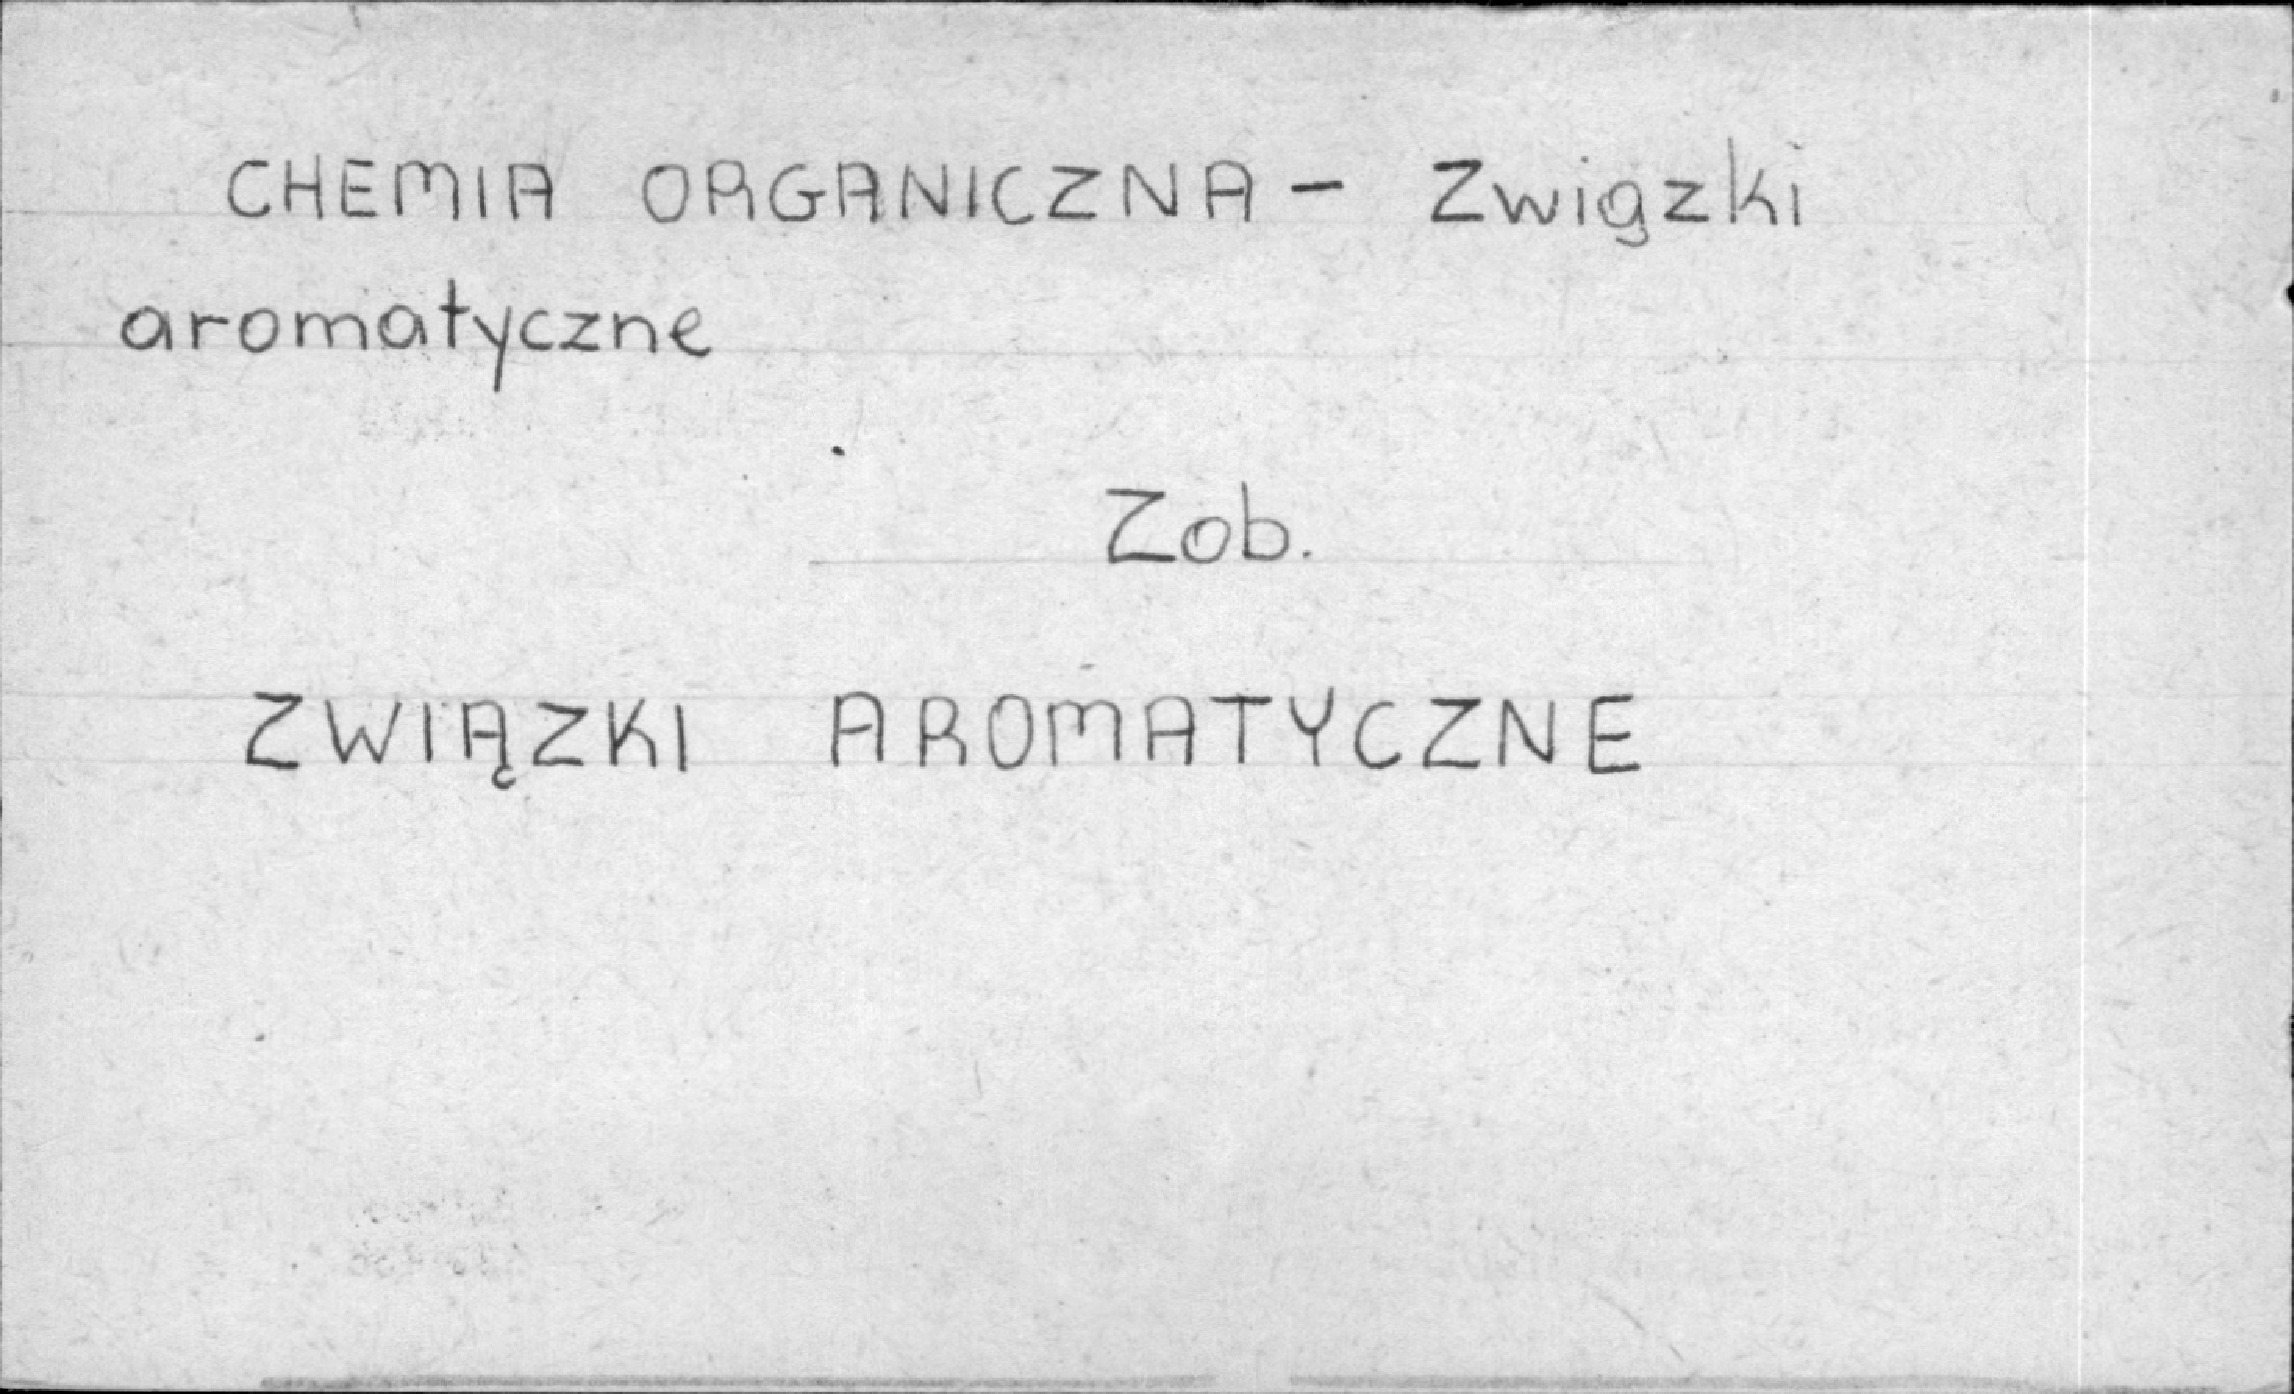 CHEMIA ORGANICZNA - Związki
aromatyczne
Zob.
ZWIĄZKI AROMATYCZNE